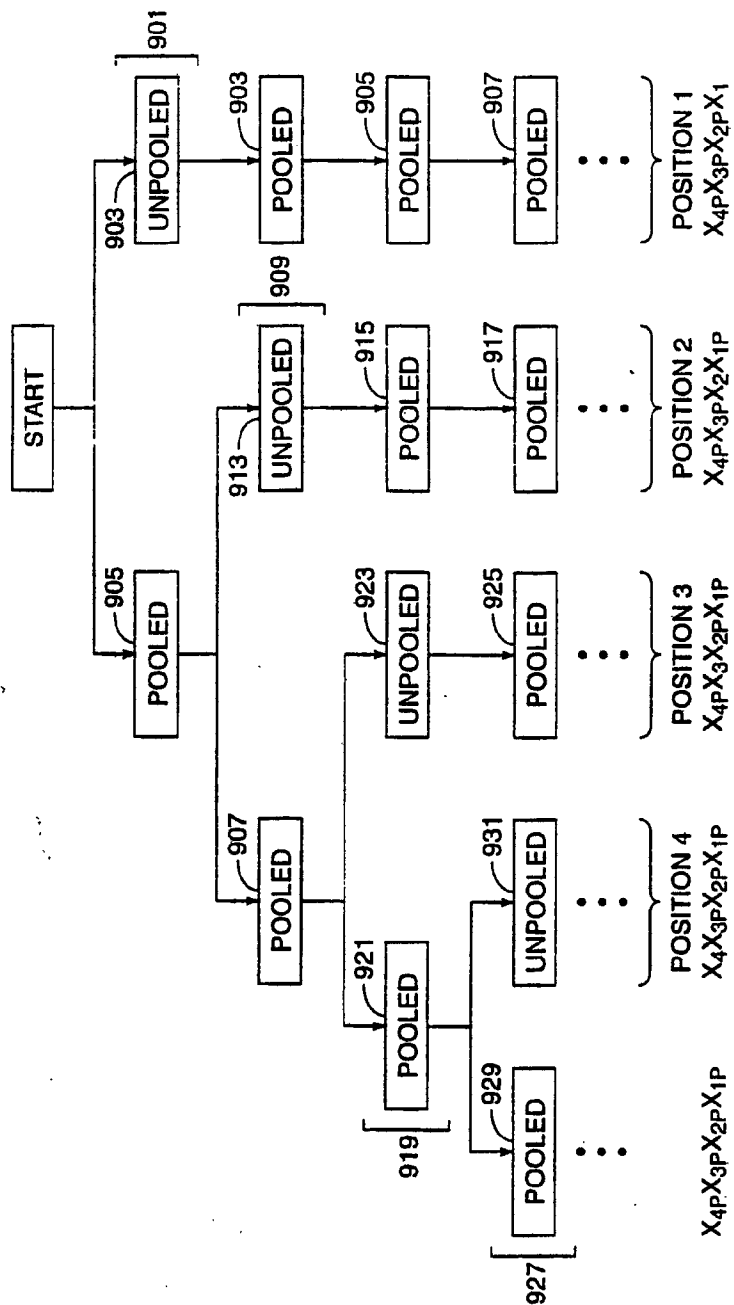 START
905
POOLED
903
UNPOOLED
901
907
POOLED
913
UNPOOLED
909
903
POOLED
919
921
POOLED
923
UNPOOLED
915
POOLED
905
POOLED
927
929
POOLED
931
UNPOOLED
925
POOLED
917
POOLED
907
POOLED
X4PX3PX2PX1P
POSITION 4
X4X3PX2PX1P
POSITION 3
X4PX3X2PX1P
POSITION 2
X4PX3PX2X1P
POSITION 1
X4PX3PX2PX1